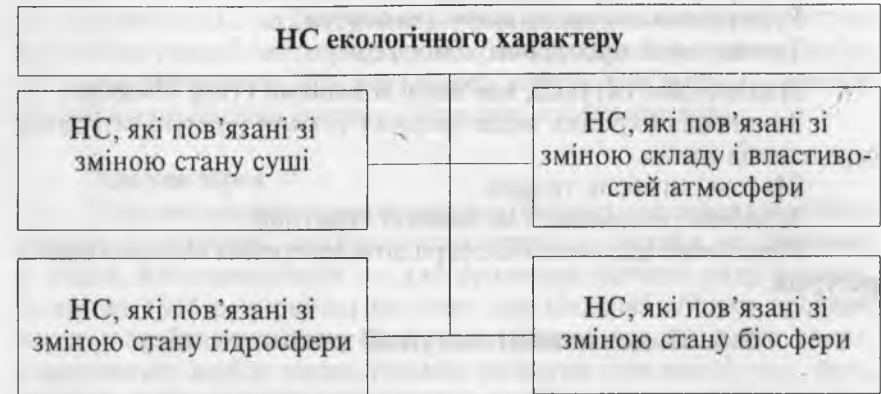 НС екологічного характеру
НС, які пов'язані зі
зміною стану суші
НС, які пов'язані зі
зміною складу і властиво-
стей атмосфери
НС, які пов'язані зі
зміною стану гідросфери
НС, які пов'язані зі
зміною стану біосфери